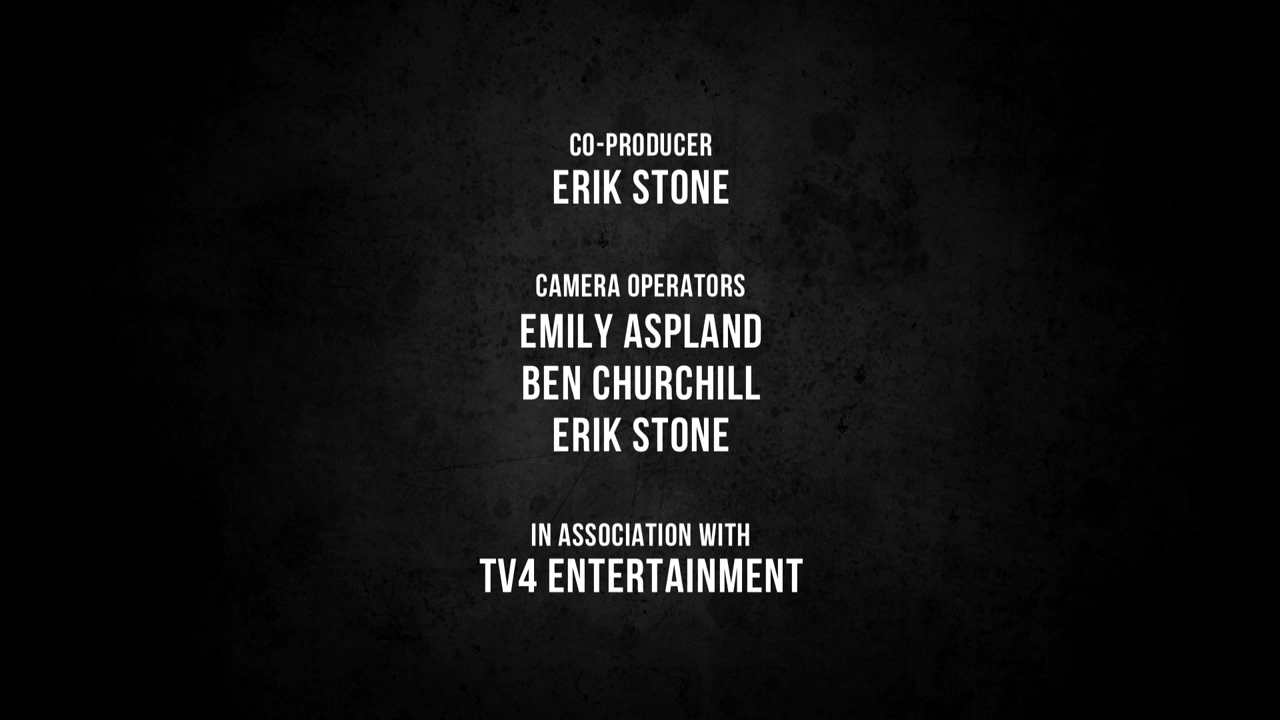 CO-PRODUCER
ERIK STONE
CAMERA OPERATORS
EMILY ASPLAND
BEN CHURCHILL
ERIK STONE
IN ASSOCIATION WITH
TV4 ENTERTAINMENT